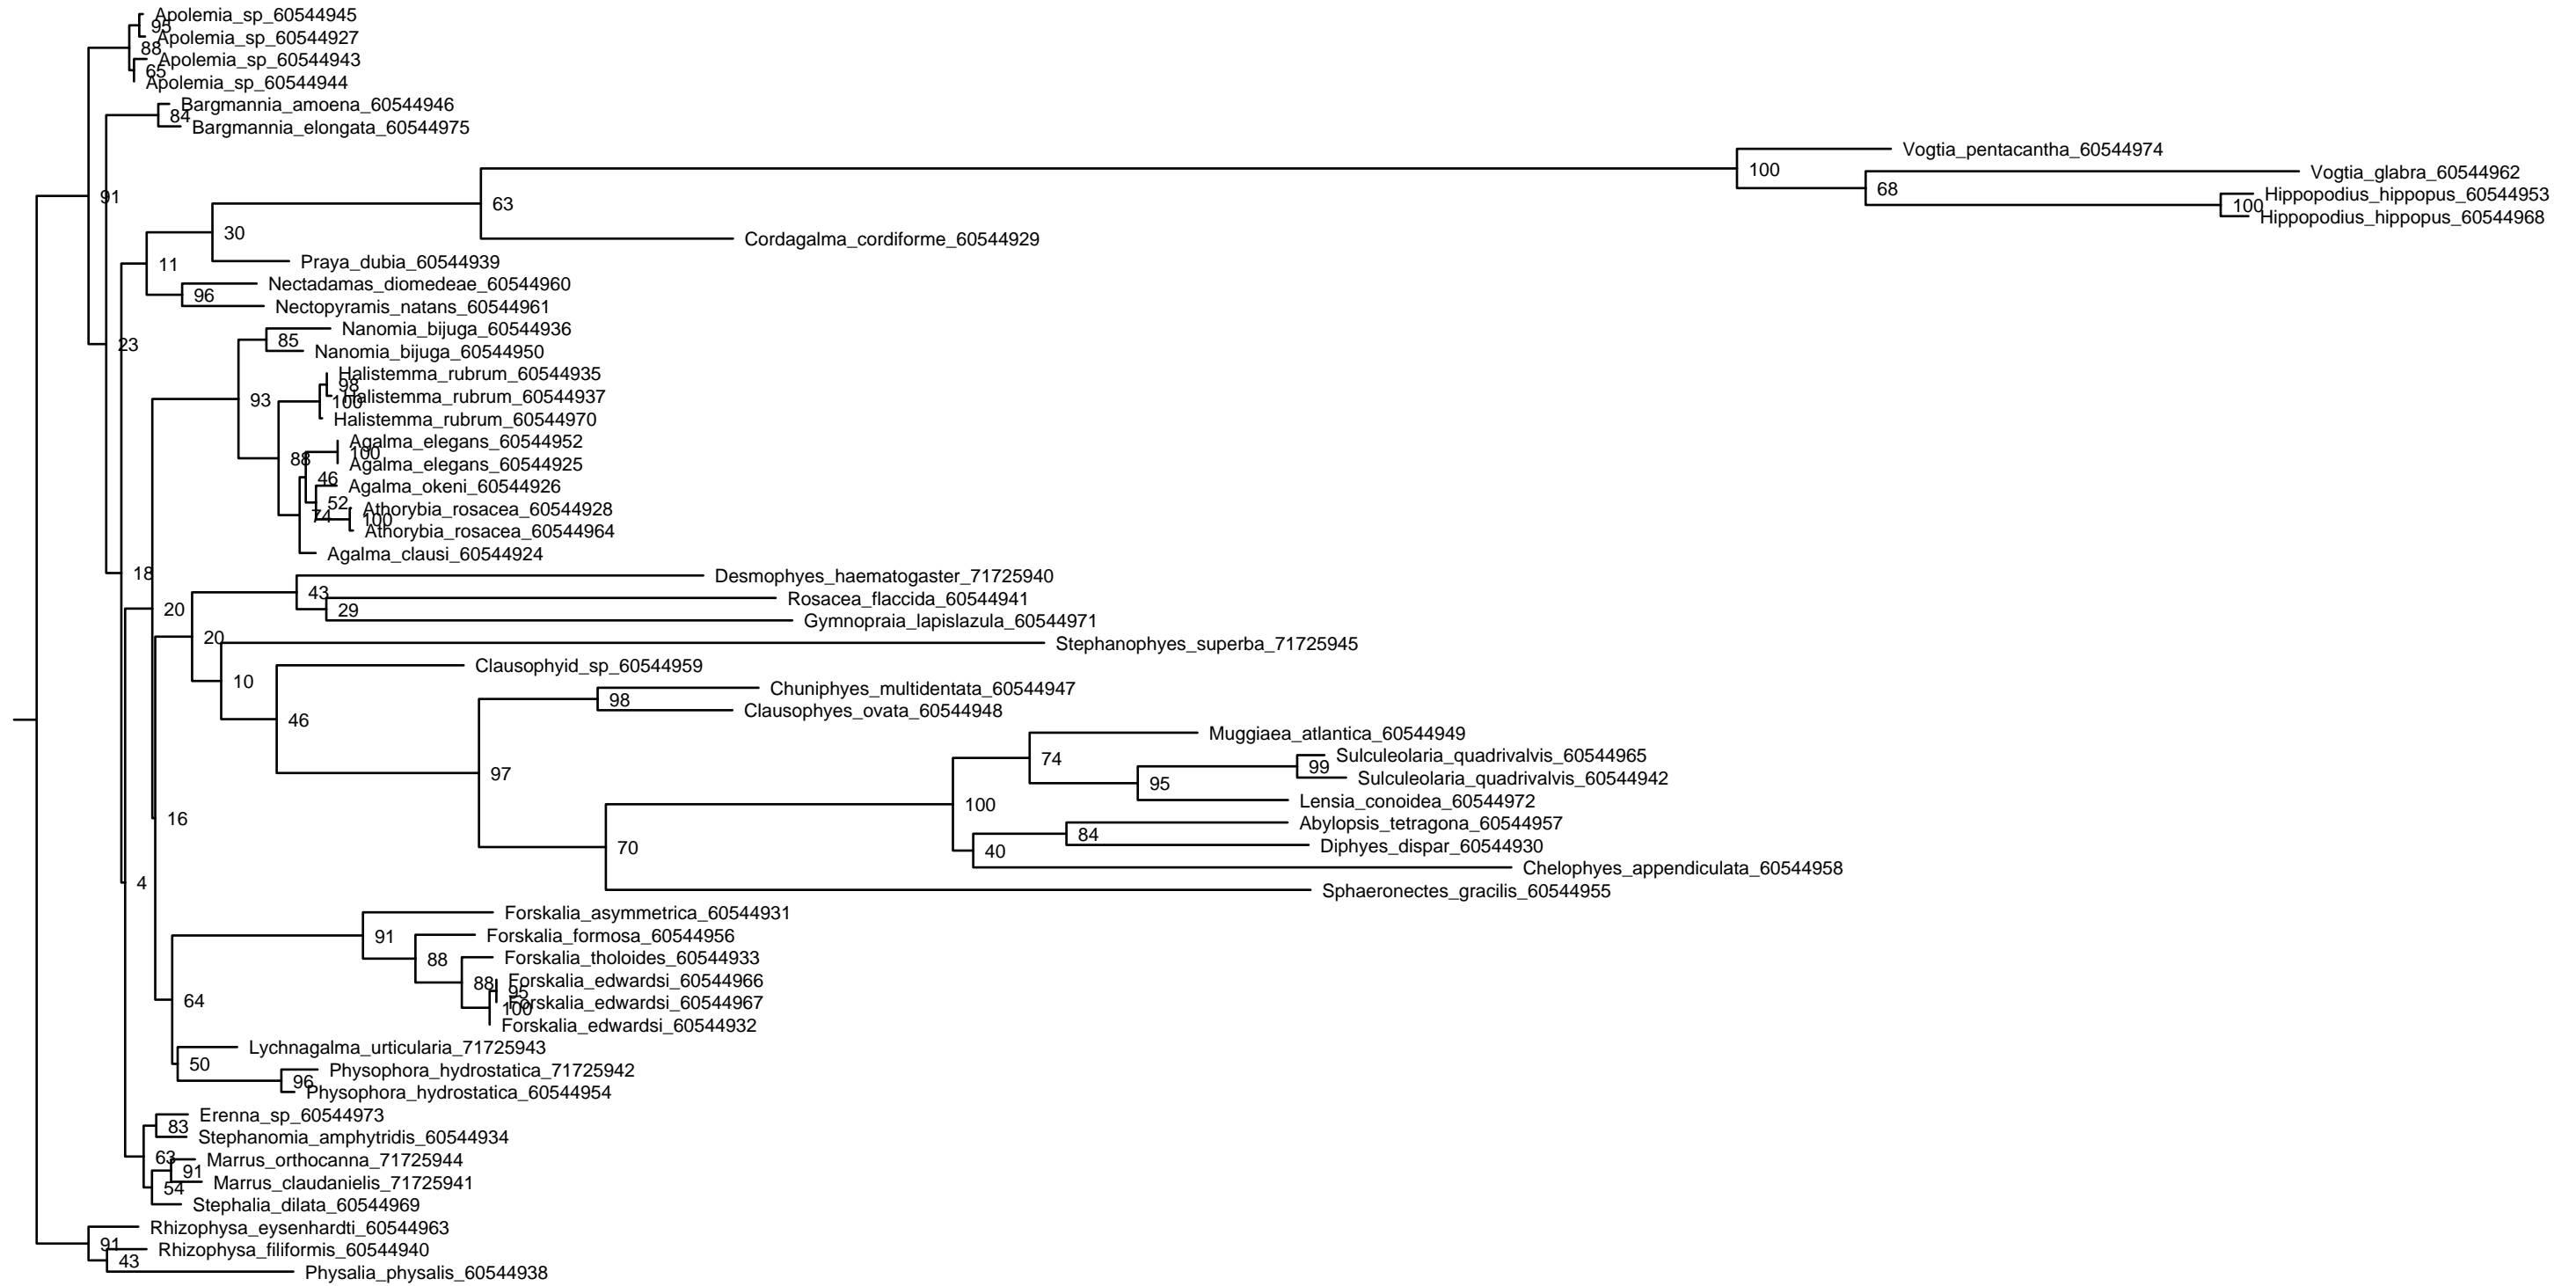 Apolemia_sp_60544945
95
Apolemia_sp_60544927
88
Apolemia_sp_60544943
65
Apolemia_sp_60544944
Bargmannia_amoena_60544946
84
Bargmannia_elongata_60544975
Vogtia_pentacantha_60544974
100
Vogtia_glabra_60544962
68
Hippopodius_hippopus_60544953
91
63
100
Hippopodius_hippopus_60544968
30
Cordagalma_cordiforme_60544929
Praya_dubia_60544939
11
Nectadamas_diomedeae_60544960
96
Nectopyramis_natans_60544961
Nanomia_bijuga_60544936
85
23
Nanomia_bijuga_60544950
Halistemma_rubrum_60544935
98
Halistemma_rubrum_60544937
93
100
Halistemma_rubrum_60544970
Agalma_elegans_60544952
100
88
Agalma_elegans_60544925
46
Agalma_okeni_60544926
52
Athorybia_rosacea_60544928
74
100
Athorybia_rosacea_60544964
Agalma_clausi_60544924
18
Desmophyes_haematogaster_71725940
43
Rosacea_flaccida_60544941
20
29
Gymnopraia_lapislazula_60544971
20
Stephanophyes_superba_71725945
Clausophyid_sp_60544959
10
Chuniphyes_multidentata_60544947
98
Clausophyes_ovata_60544948
46
Muggiaea_atlantica_60544949
74
Sulculeolaria_quadrivalvis_60544965
99
97
Sulculeolaria_quadrivalvis_60544942
95
Lensia_conoidea_60544972
100
16
Abylopsis_tetragona_60544957
84
Diphyes_dispar_60544930
70
40
Chelophyes_appendiculata_60544958
4
Sphaeronectes_gracilis_60544955
Forskalia_asymmetrica_60544931
91
Forskalia_formosa_60544956
88
Forskalia_tholoides_60544933
88
Forskalia_edwardsi_60544966
95
64
Forskalia_edwardsi_60544967
100
Forskalia_edwardsi_60544932
Lychnagalma_urticularia_71725943
50
Physophora_hydrostatica_71725942
96
Physophora_hydrostatica_60544954
Erenna_sp_60544973
83
Stephanomia_amphytridis_60544934
63
Marrus_orthocanna_71725944
91
Marrus_claudanielis_71725941
54
Stephalia_dilata_60544969
Rhizophysa_eysenhardti_60544963
91
Rhizophysa_filiformis_60544940
43
Physalia_physalis_60544938